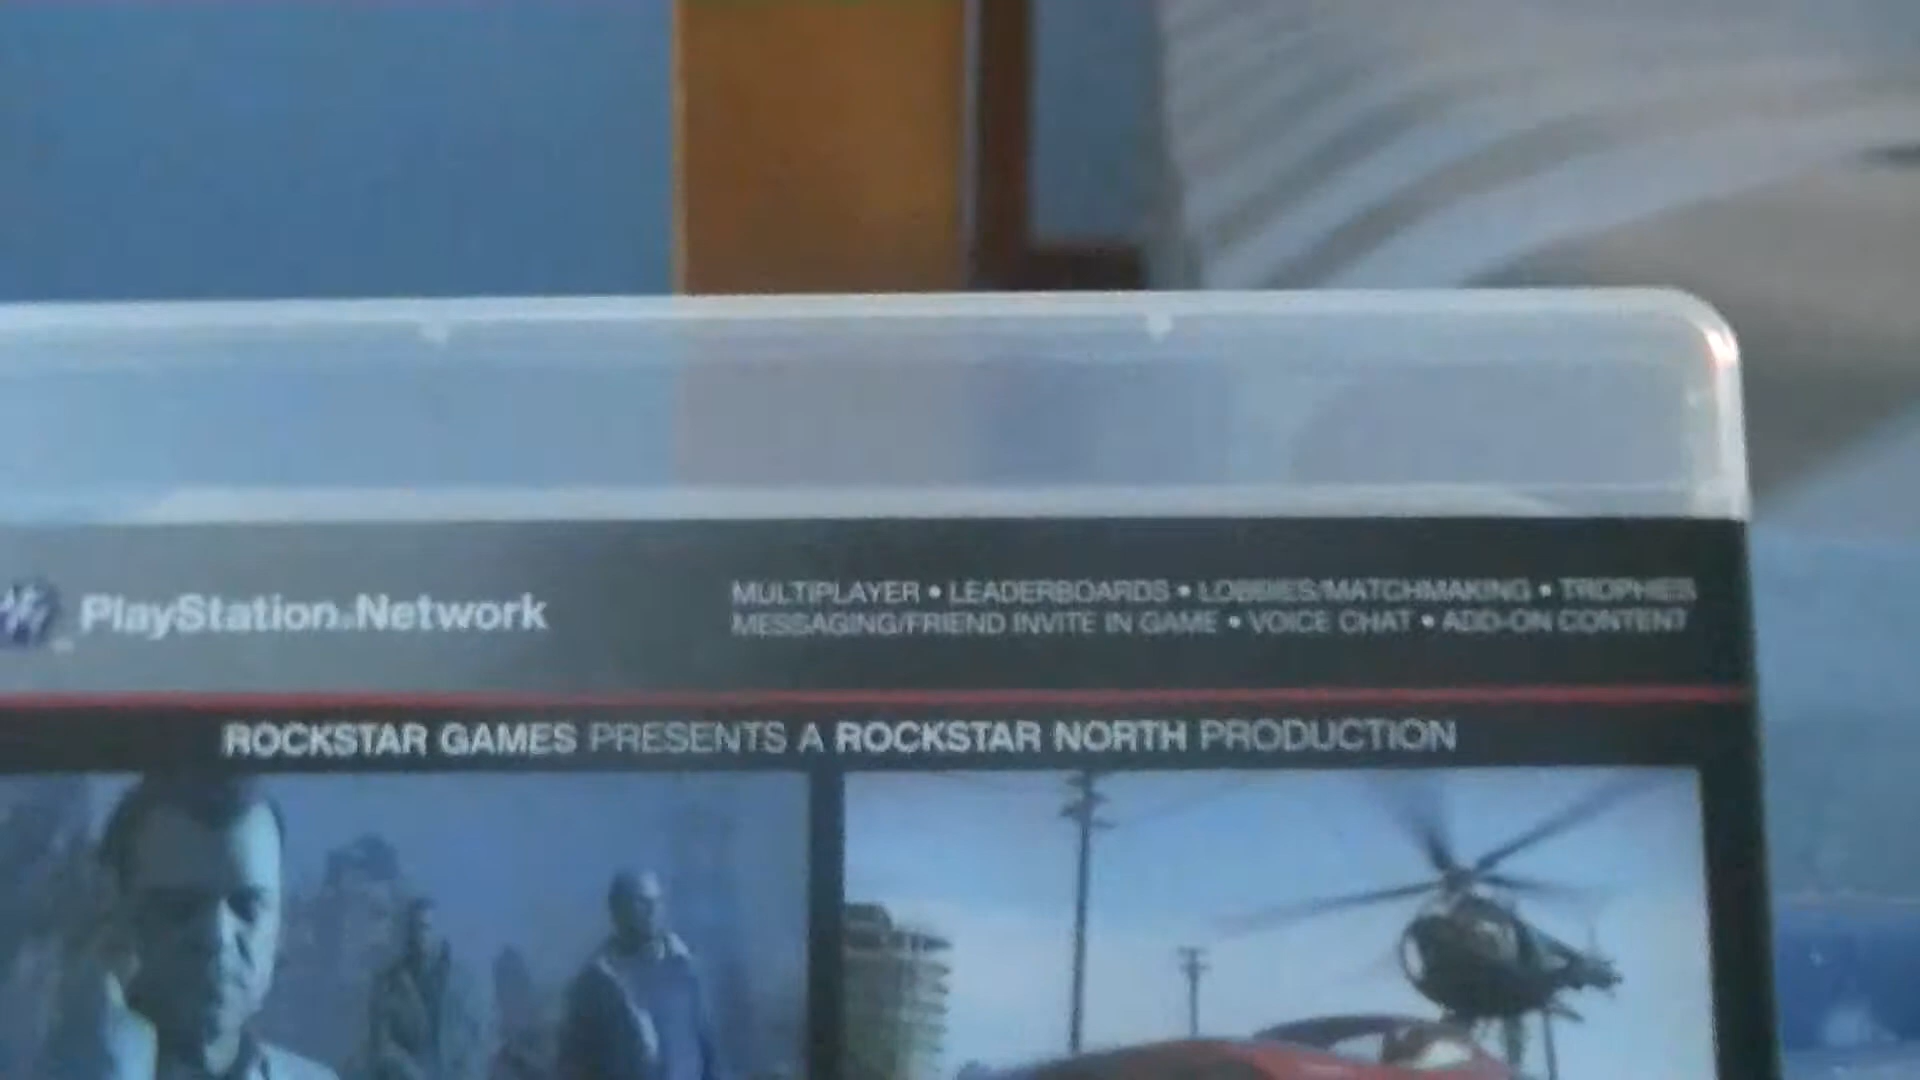 PlayStation®Network
MULTIPLAYER • LEADERBOARDS • LOBBIES/MATCHMAKING • TROPHIES
MESSAGING/FRIEND INVITE IN GAME • VOICE CHAT • ADD-ON CONTENT
ROCKSTAR GAMES PRESENTS A ROCKSTAR NORTH PRODUCTION